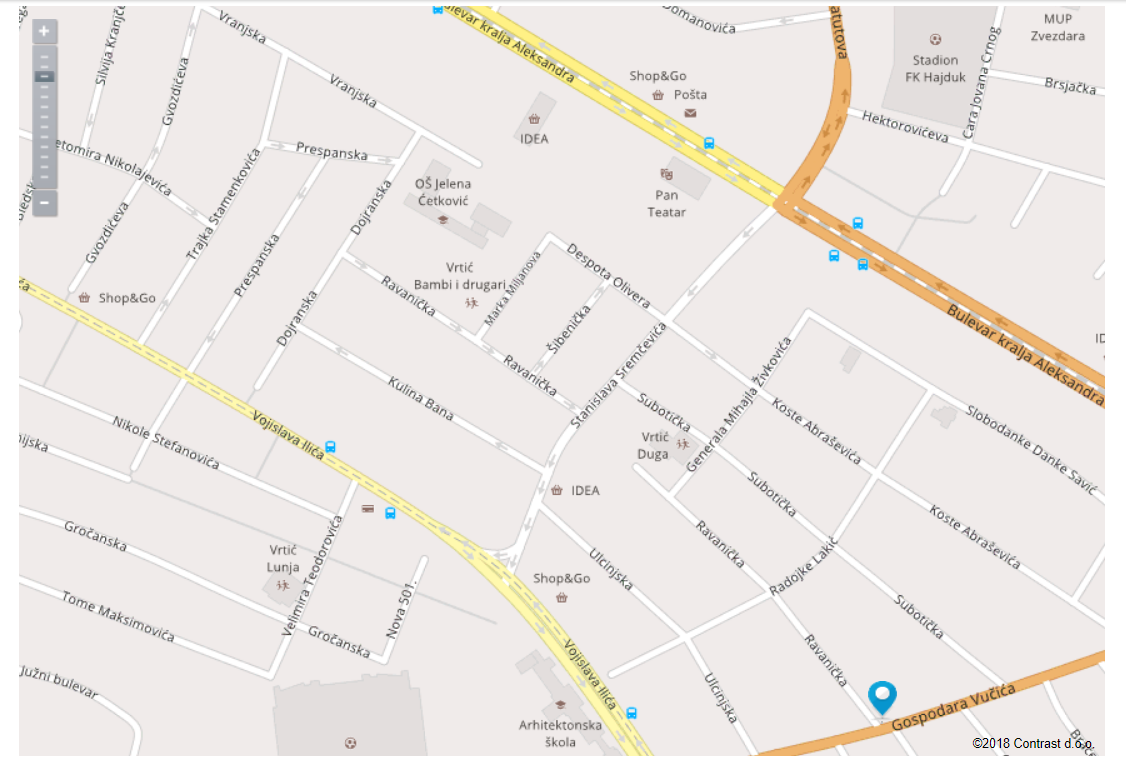 Vranjska
Silvija Kranjče
Gvozdićeva
Vranjska
Bulevar kralja Aleksandra
Domanovića
MUP
Zvezdara
Stadion
FK Hajduk
Cara Jovana Crnog
Brsjačka
Hektorovićeva
Shop&Go
Pošta
IDEA
Prespanska
etomira Nikolajevića
Trajka Stamenkovića
Gvozdićeva
Prespanska
Dojranska
OŠ Jelena
Ćetković
Pan
Teatar
Vrtić
Bambi i drugari
Marka Miljanova
Despota Olivera
Shop&Go
Ravanička
Dojranska
Šibenička
Ravanička
Stanislava Sremčevića
Kulina Bana
Bulevar kralja Aleksandra
Generala Mihajla Živkovića
Koste Abraševića
Slobodanke Danke Savić
Subotička
Vrtić
Duga
Vojislava Ilića
Nikole Stefanovića
nijska
IDEA
Subotička
Koste Abraševića
Ravanička
Radojke Lakić
Gročanska
Vrtić
Lunja
Velimira Teodorovića
Nova 501.
Shop&Go
Ulcinjska
Tome Maksimovića
Gročanska
Subotička
Ravanička
Ulcinjska
Južni bulevar
Vojislava Ilića
Arhitektonska
škola
Gospodara Vučića
©2018 Contrast d.o.o.